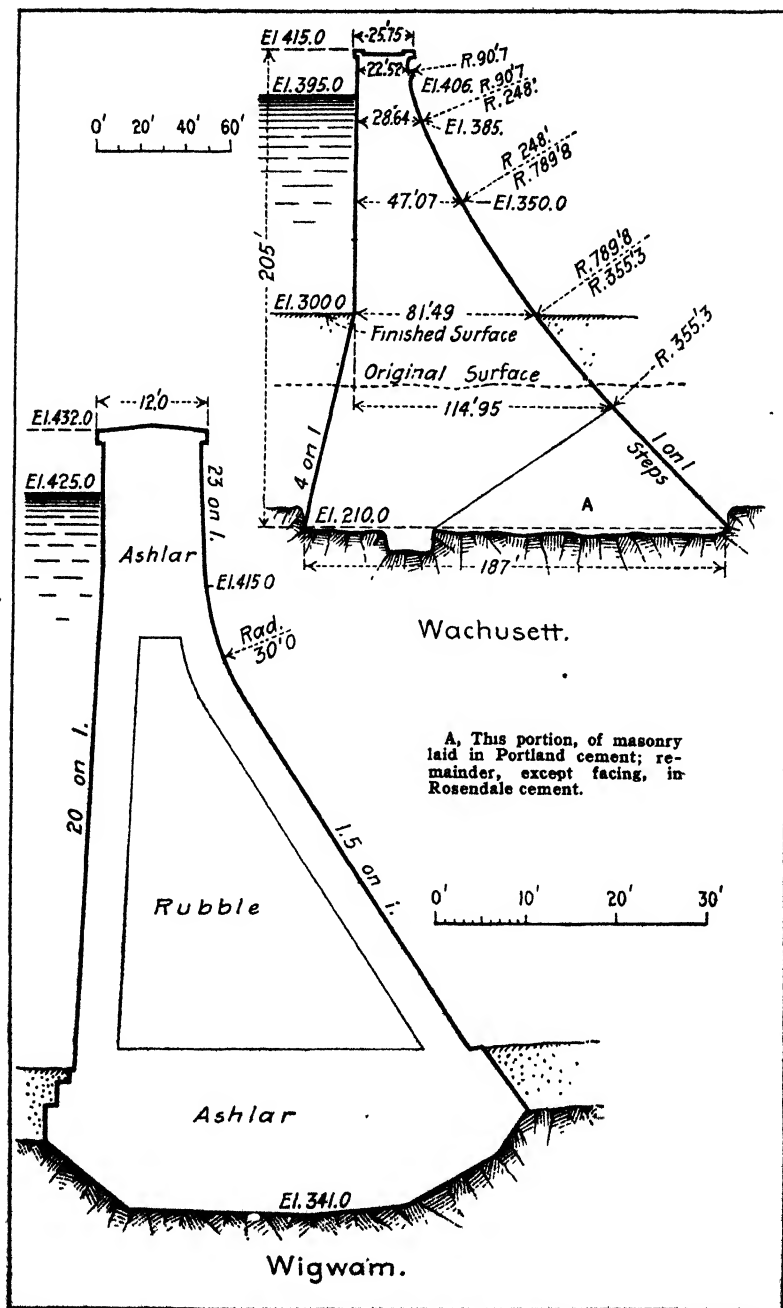 25.'75
El 415.0
22.'52
R.90.'7
El.406.
R.90.'7
R.248.'
El.395.0
28.'64
El.385.
0' 20' 40' 60'
R 248.'
R.789.'8
47.'07
El.350.0
205'
R.789.'8
R.355.'3
El.300.0
81.'49
Finished Surface
R.355.'3
Original Surface
114.'95
4 on 1
1 on 1
Steps
A
El.210.0
187'
Wachusett.
12.'0
El.432.0
23 on 1.
El.425.0
Ashlar
El.415.0
Rad.
30.'0
A, This portion, of masonry
laid in Portland cement; re-
mainder, except facing, in
Rosendale cement.
20 on 1.
1.5 on 1.
0' 10' 20' 30'
Rubble
Ashlar
El.341.0
Wigwam.